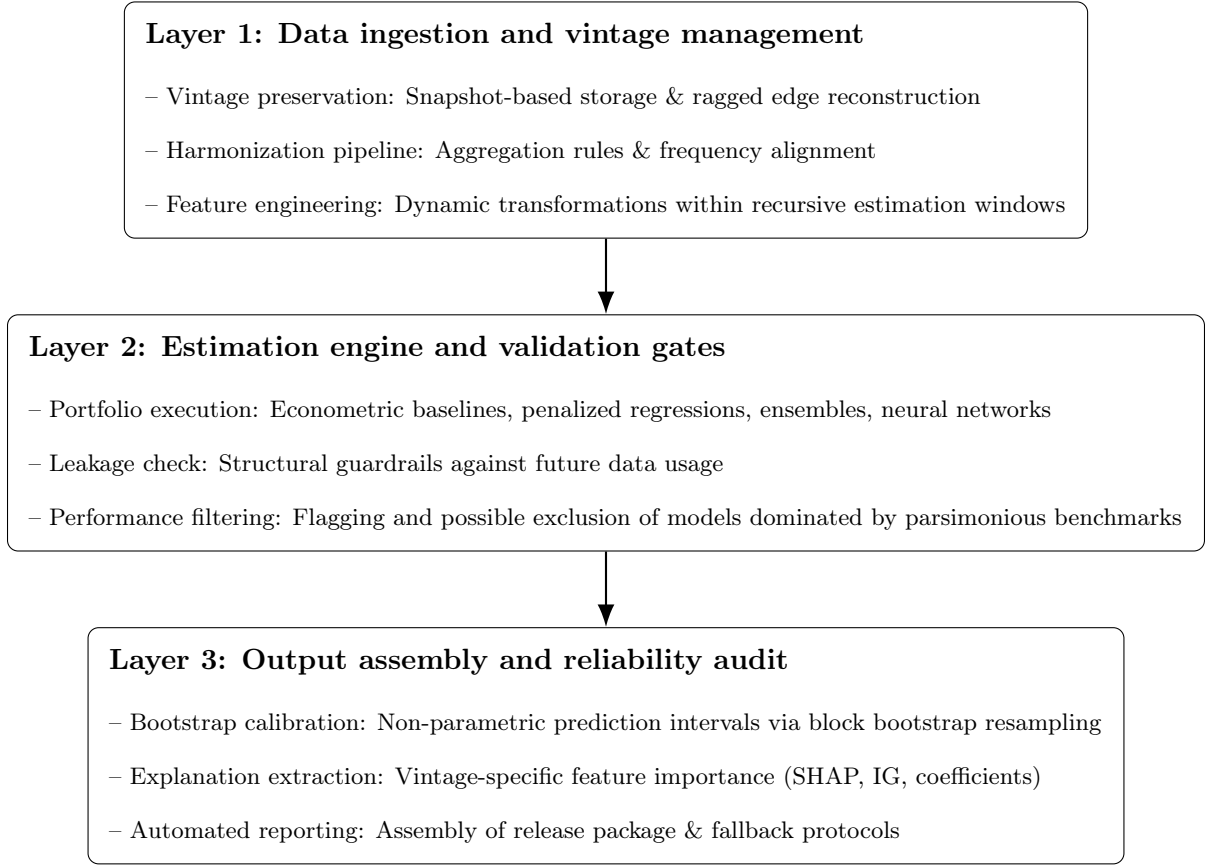 Layer 1: Data ingestion and vintage management
– Vintage preservation: Snapshot-based storage & ragged edge reconstruction
– Harmonization pipeline: Aggregation rules & frequency alignment
– Feature engineering: Dynamic transformations within recursive estimation windows
Layer 2: Estimation engine and validation gates
– Portfolio execution: Econometric baselines, penalized regressions, ensembles, neural networks
– Leakage check: Structural guardrails against future data usage
– Performance filtering: Flagging and possible exclusion of models dominated by parsimonious benchmarks
Layer 3: Output assembly and reliability audit
– Bootstrap calibration: Non-parametric prediction intervals via block bootstrap resampling
– Explanation extraction: Vintage-specific feature importance (SHAP, IG, coefficients)
– Automated reporting: Assembly of release package & fallback protocols